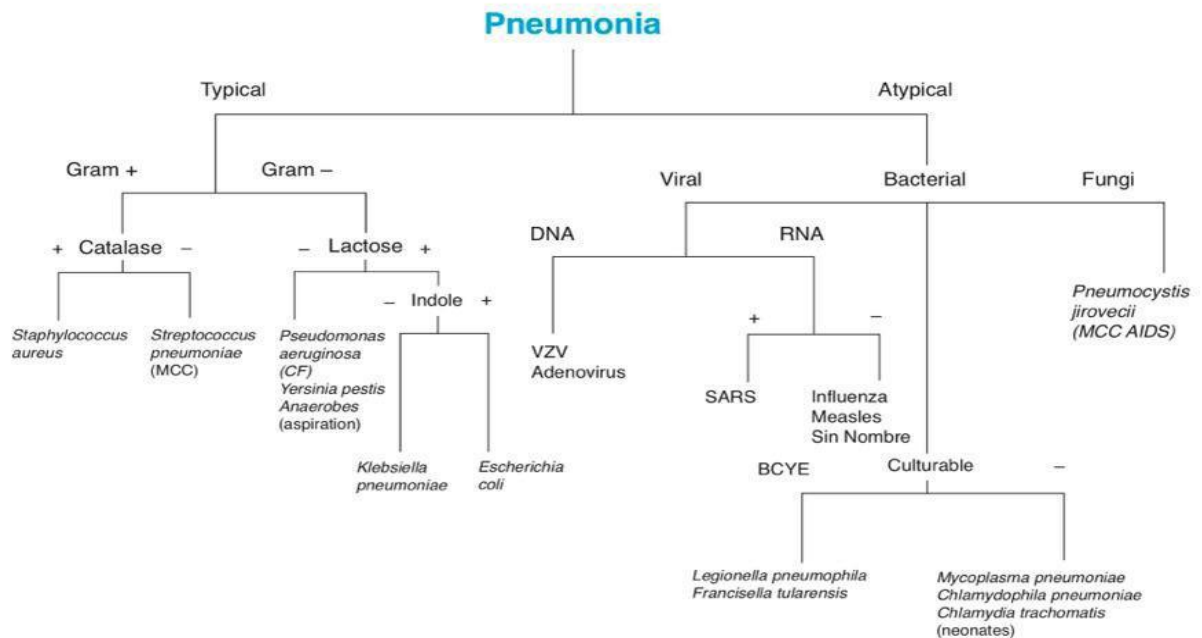 Pneumonia
Typical
Atypical
Gram +
Gram –
Viral
Bacterial
Fungi
+ Catalase –
– Lactose +
DNA
RNA
– Indole +
Staphylococcus
aureus
Streptococcus
pneumoniae
(MCC)
Pseudomonas
aeruginosa
(CF)
Yersinia pestis
Anaerobes
(aspiration)
Klebsiella
pneumoniae
Escherichia
coli
VZV
Adenovirus
+
–
SARS
Influenza
Measles
Sin Nombre
Pneumocystis
jirovecii
(MCC AIDS)
BCYE
Culturable
–
Legionella pneumophila
Francisella tularensis
Mycoplasma pneumoniae
Chlamydophila pneumoniae
Chlamydia trachomatis
(neonates)